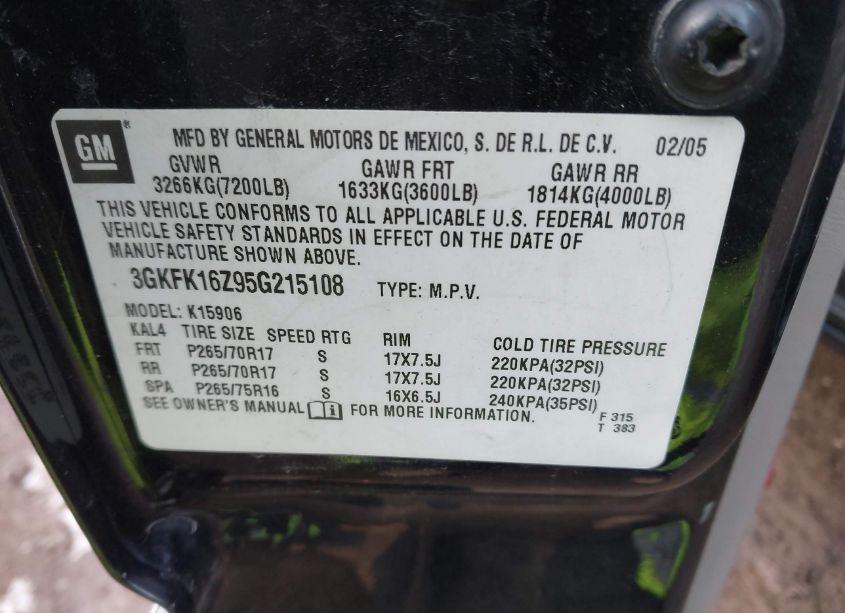 GM® MFD BY GENERAL MOTORS DE MEXICO, S. DE R.L. DE C.V. 02/05
GVWR GAWR FRT GAWR RR
3266KG(7200LB) 1633KG(3600LB) 1814KG(4000LB)
THIS VEHICLE CONFORMS TO ALL APPLICABLE U.S. FEDERAL MOTOR
VEHICLE SAFETY STANDARDS IN EFFECT ON THE DATE OF
MANUFACTURE SHOWN ABOVE.
3GKFK16Z95G215108 TYPE: M.P.V.
MODEL: K15906
KAL4 TIRE SIZE SPEED RTG RIM COLD TIRE PRESSURE
FRT P265/70R17 S 17X7.5J 220KPA(32PSI)
RR P265/70R17 S 17X7.5J 220KPA(32PSI)
SPA P265/75R16 S 16X6.5J 240KPA(35PSI)
SEE OWNER'S MANUAL FOR MORE INFORMATION.
F 315
T 383